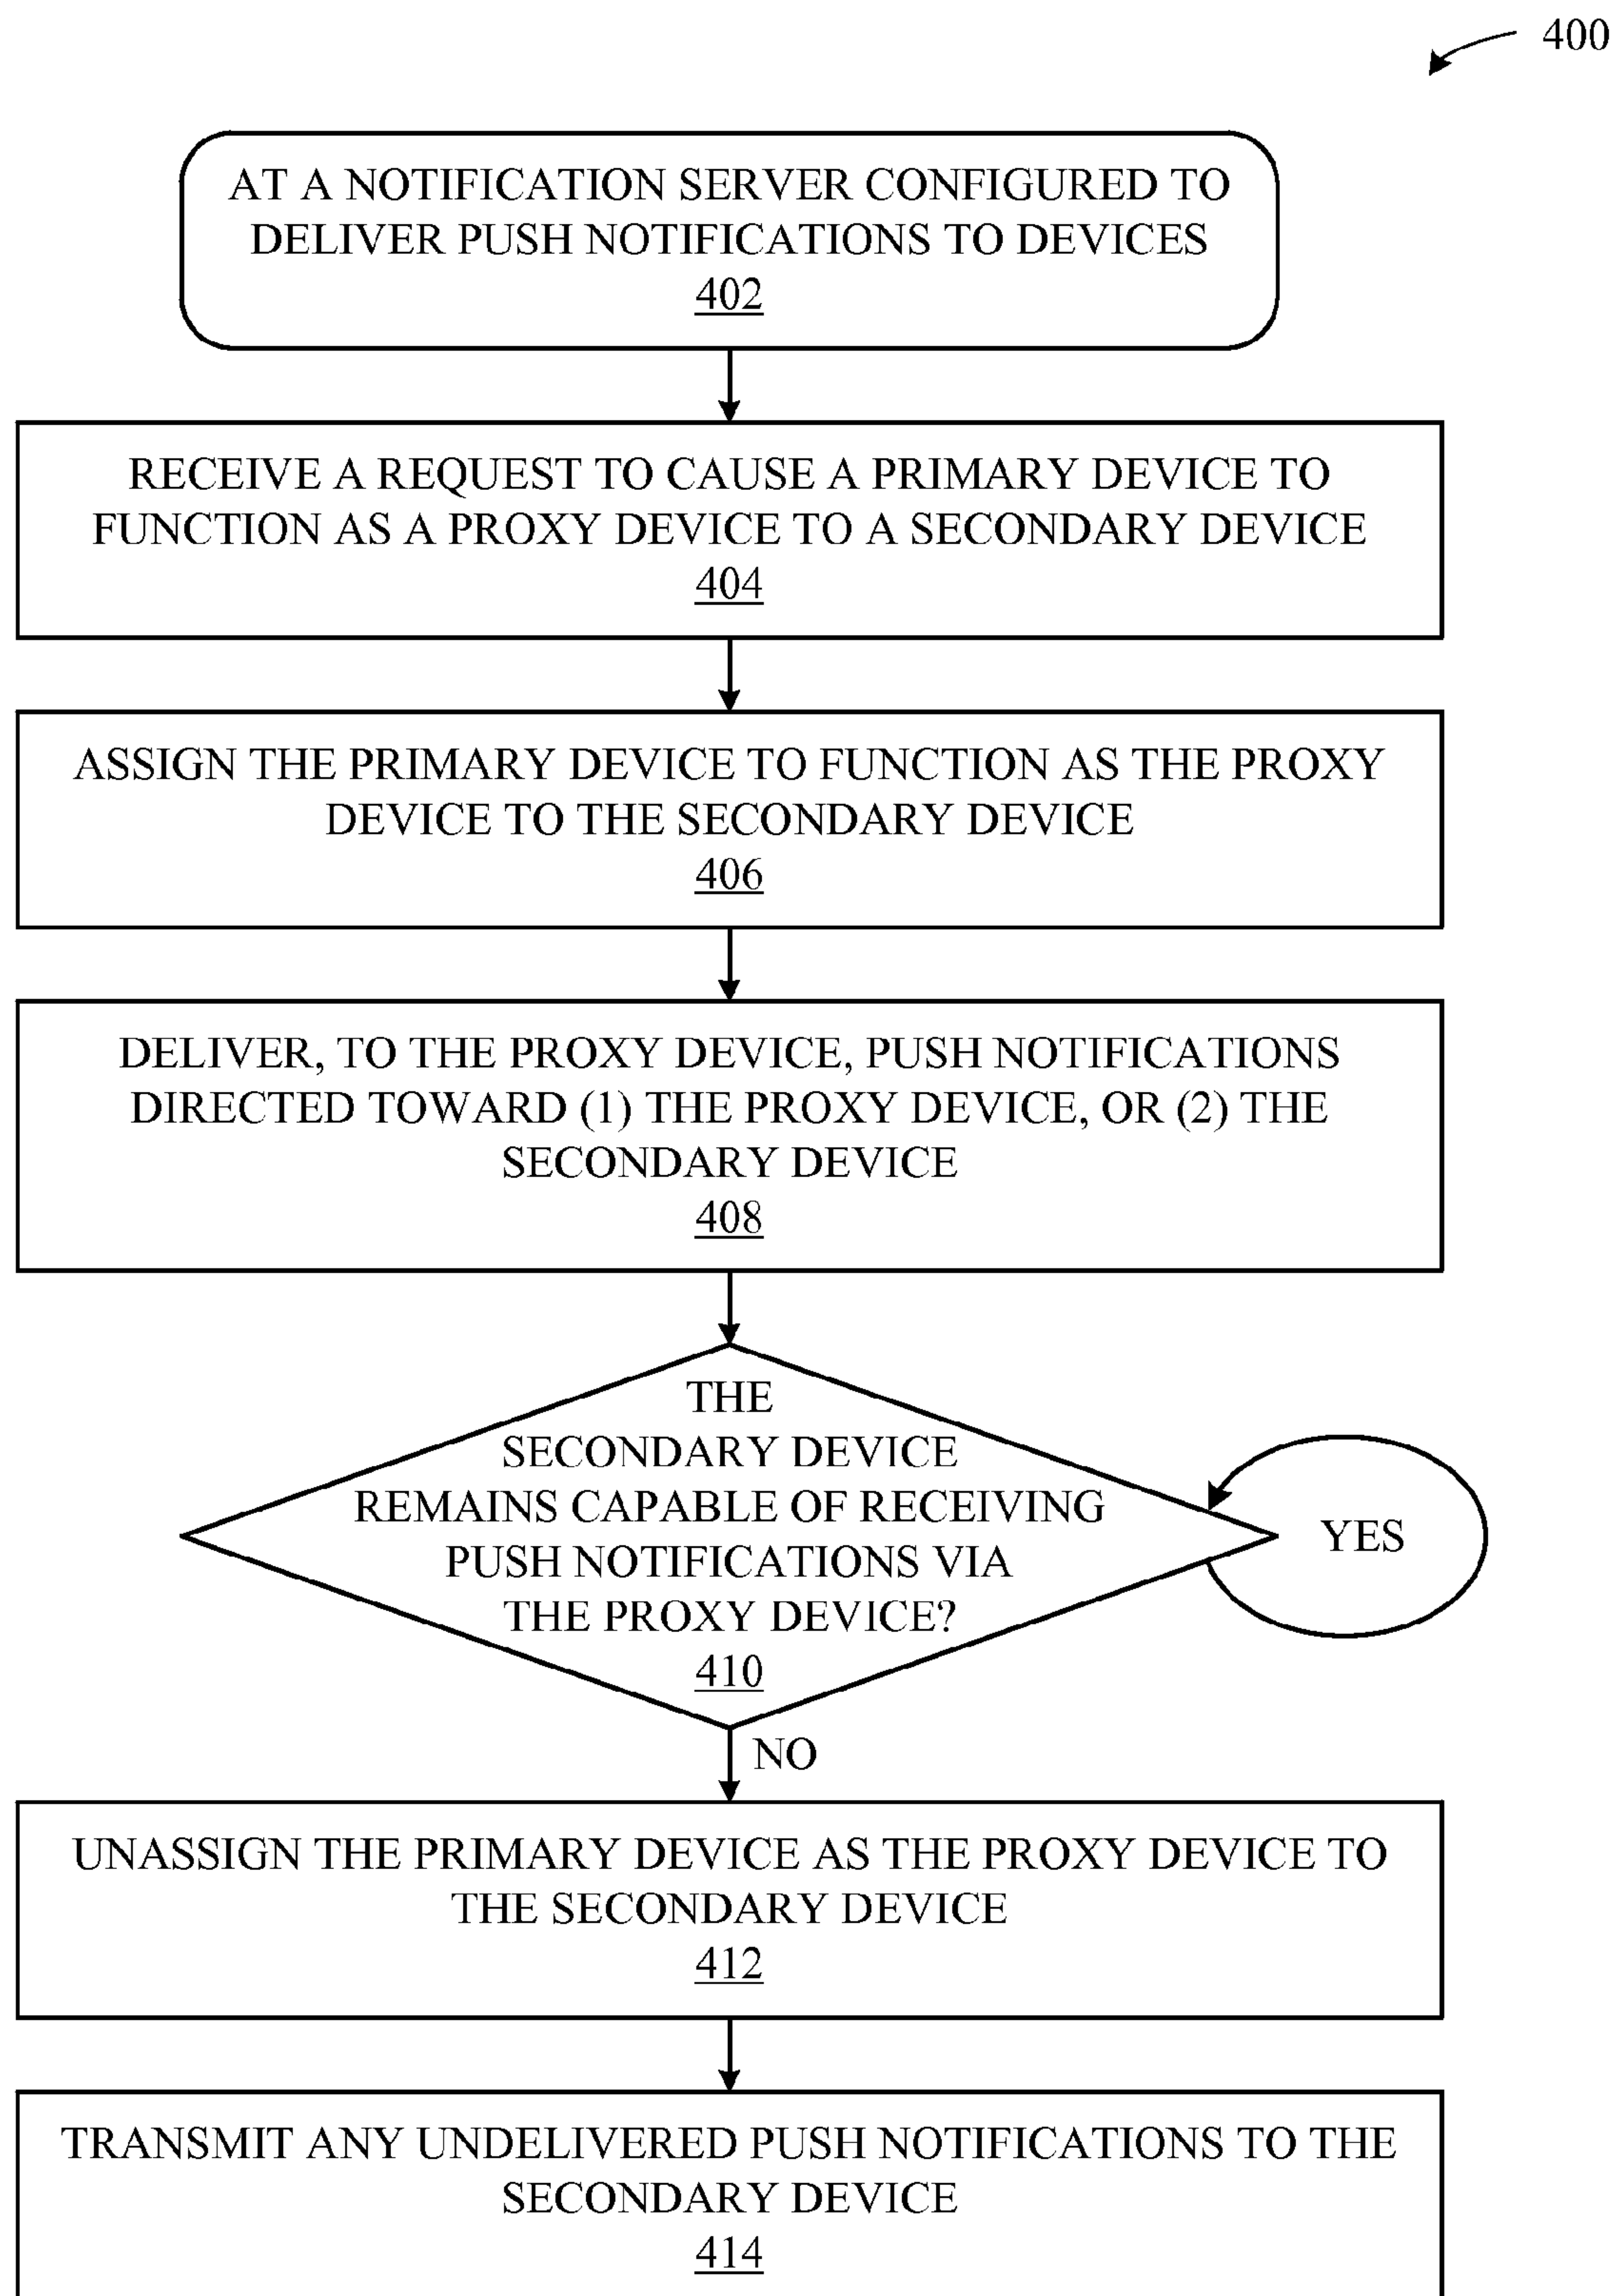 400
AT A NOTIFICATION SERVER CONFIGURED TO
DELIVER PUSH NOTIFICATIONS TO DEVICES
402
RECEIVE A REQUEST TO CAUSE A PRIMARY DEVICE TO
FUNCTION AS A PROXY DEVICE TO A SECONDARY DEVICE
404
ASSIGN THE PRIMARY DEVICE TO FUNCTION AS THE PROXY
DEVICE TO THE SECONDARY DEVICE
406
DELIVER, TO THE PROXY DEVICE, PUSH NOTIFICATIONS
DIRECTED TOWARD (1) THE PROXY DEVICE, OR (2) THE
SECONDARY DEVICE
408
THE
SECONDARY DEVICE
REMAINS CAPABLE OF RECEIVING
PUSH NOTIFICATIONS VIA
THE PROXY DEVICE?
410
YES
NO
UNASSIGN THE PRIMARY DEVICE AS THE PROXY DEVICE TO
THE SECONDARY DEVICE
412
TRANSMIT ANY UNDELIVERED PUSH NOTIFICATIONS TO THE
SECONDARY DEVICE
414